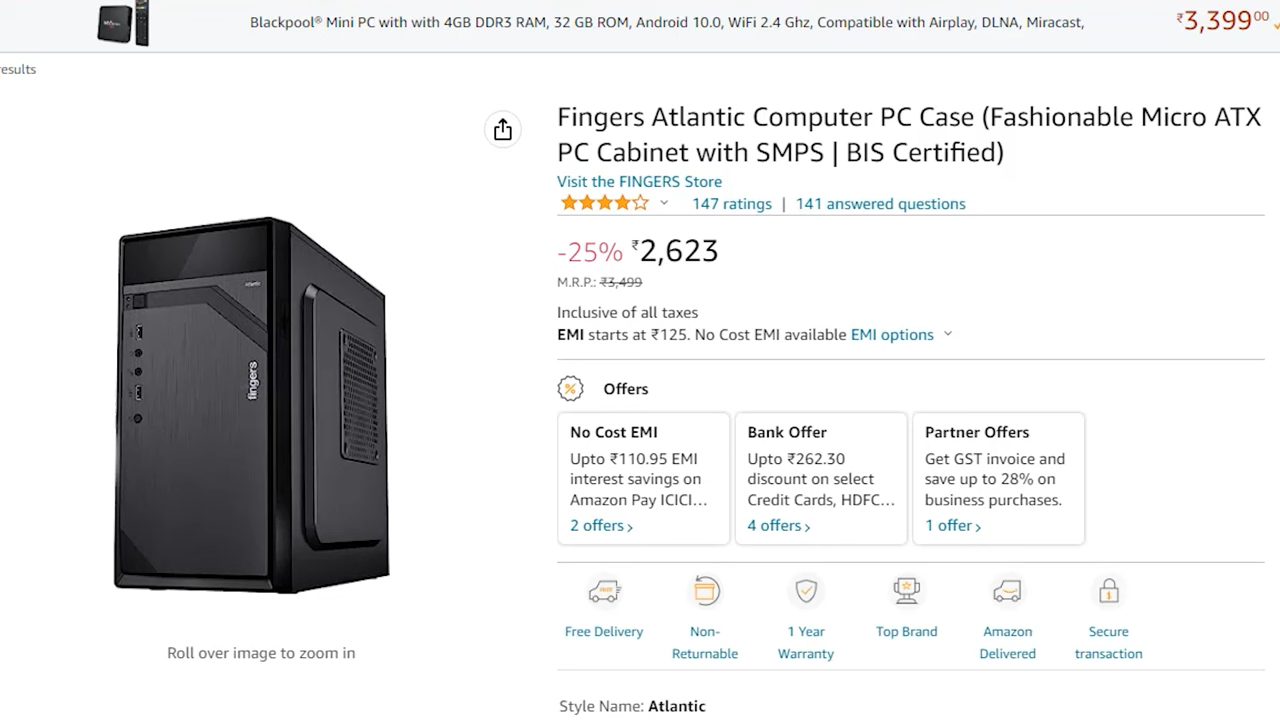 Blackpool® Mini PC with with 4GB DDR3 RAM, 32 GB ROM, Android 10.0, WiFi 2.4 Ghz, Compatible with Airplay, DLNA, Miracast,
₹3,399⁰⁰
results
Fingers Atlantic Computer PC Case (Fashionable Micro ATX
PC Cabinet with SMPS | BIS Certified)
Visit the FINGERS Store
147 ratings | 141 answered questions
-25% ₹2,623
M.R.P.: ₹3,499
Inclusive of all taxes
EMI starts at ₹125. No Cost EMI available EMI options
Offers
No Cost EMI
Upto ₹110.95 EMI
interest savings on
Amazon Pay ICICI…
2 offers›
Bank Offer
Upto ₹262.30
discount on select
Credit Cards, HDFC…
4 offers›
Partner Offers
Get GST invoice and
save up to 28% on
business purchases.
1 offer›
Free Delivery
Non-
Returnable
1 Year
Warranty
Top Brand
Amazon
Delivered
Secure
transaction
Style Name: Atlantic
Atlantic
fingers
Roll over image to zoom in